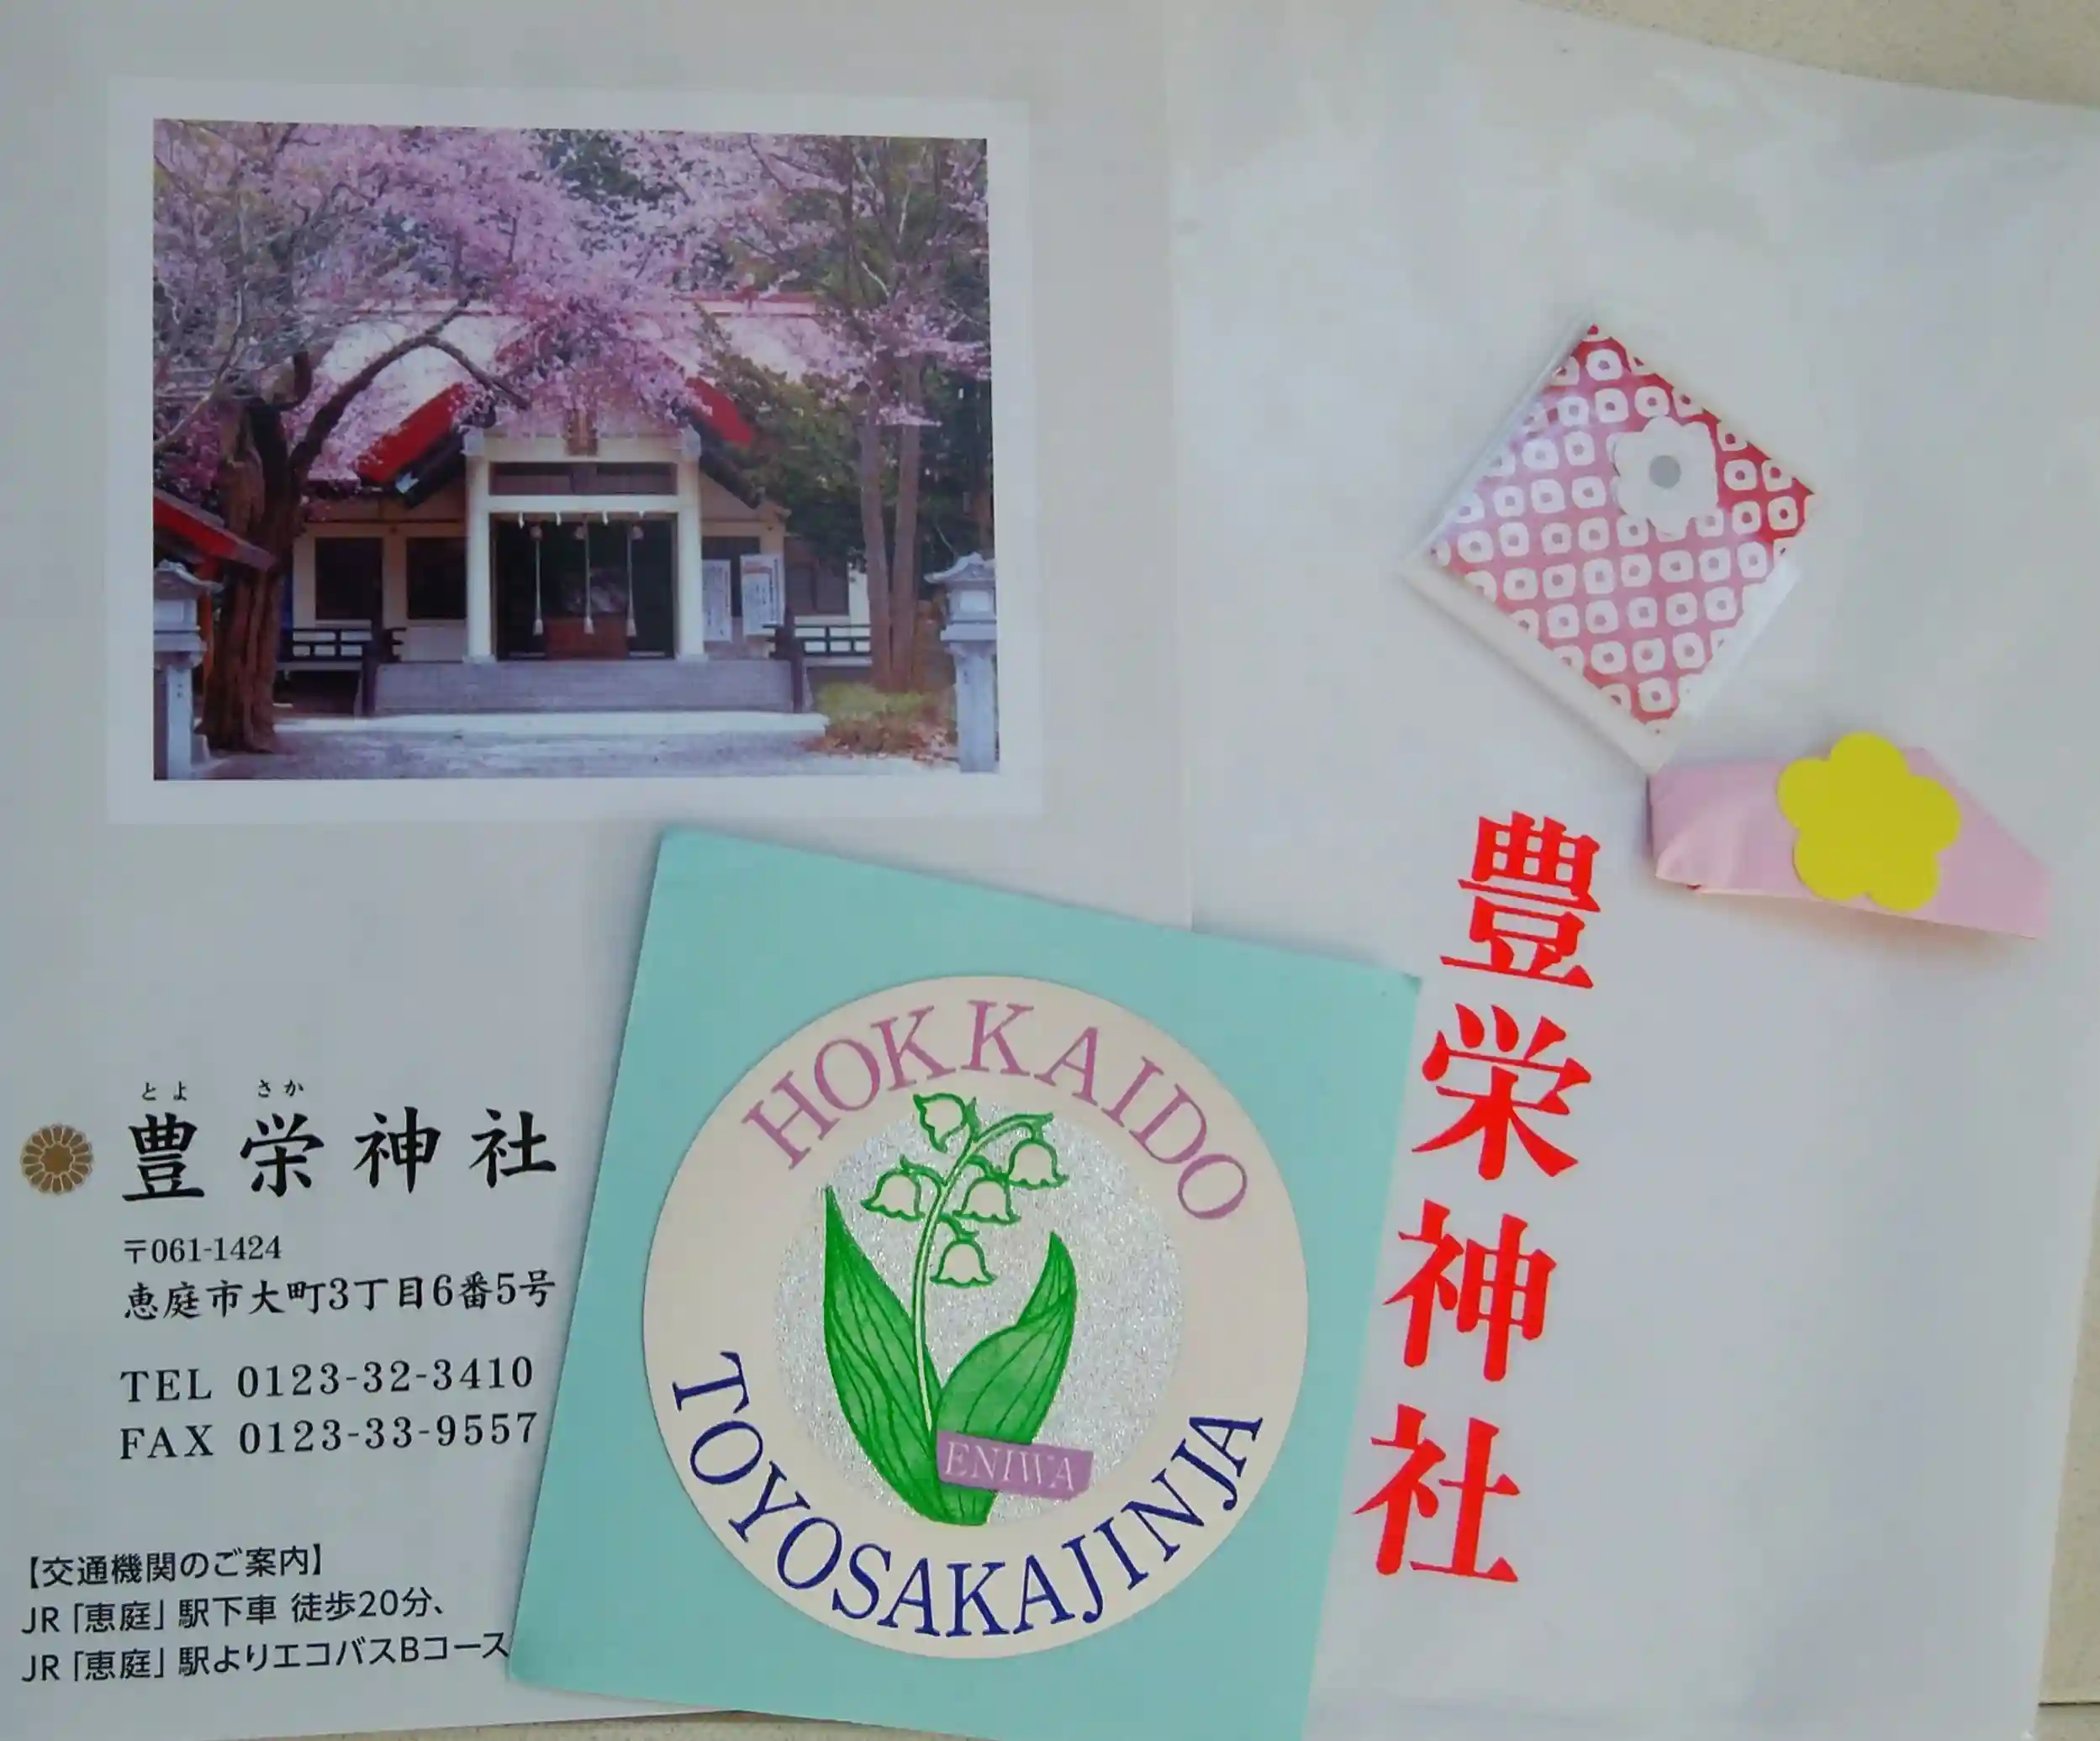 とよ さか
豊栄神社
〒061-1424
恵庭市大町3丁目6番5号
TEL 0123-32-3410
FAX 0123-33-9557
【交通機関のご案内】
JR「恵庭」駅下車 徒歩20分、
JR「恵庭」駅よりエコバスBコース
HOKKAIDO
ENIWA
TOYOSAKAJINJA
豊栄神社